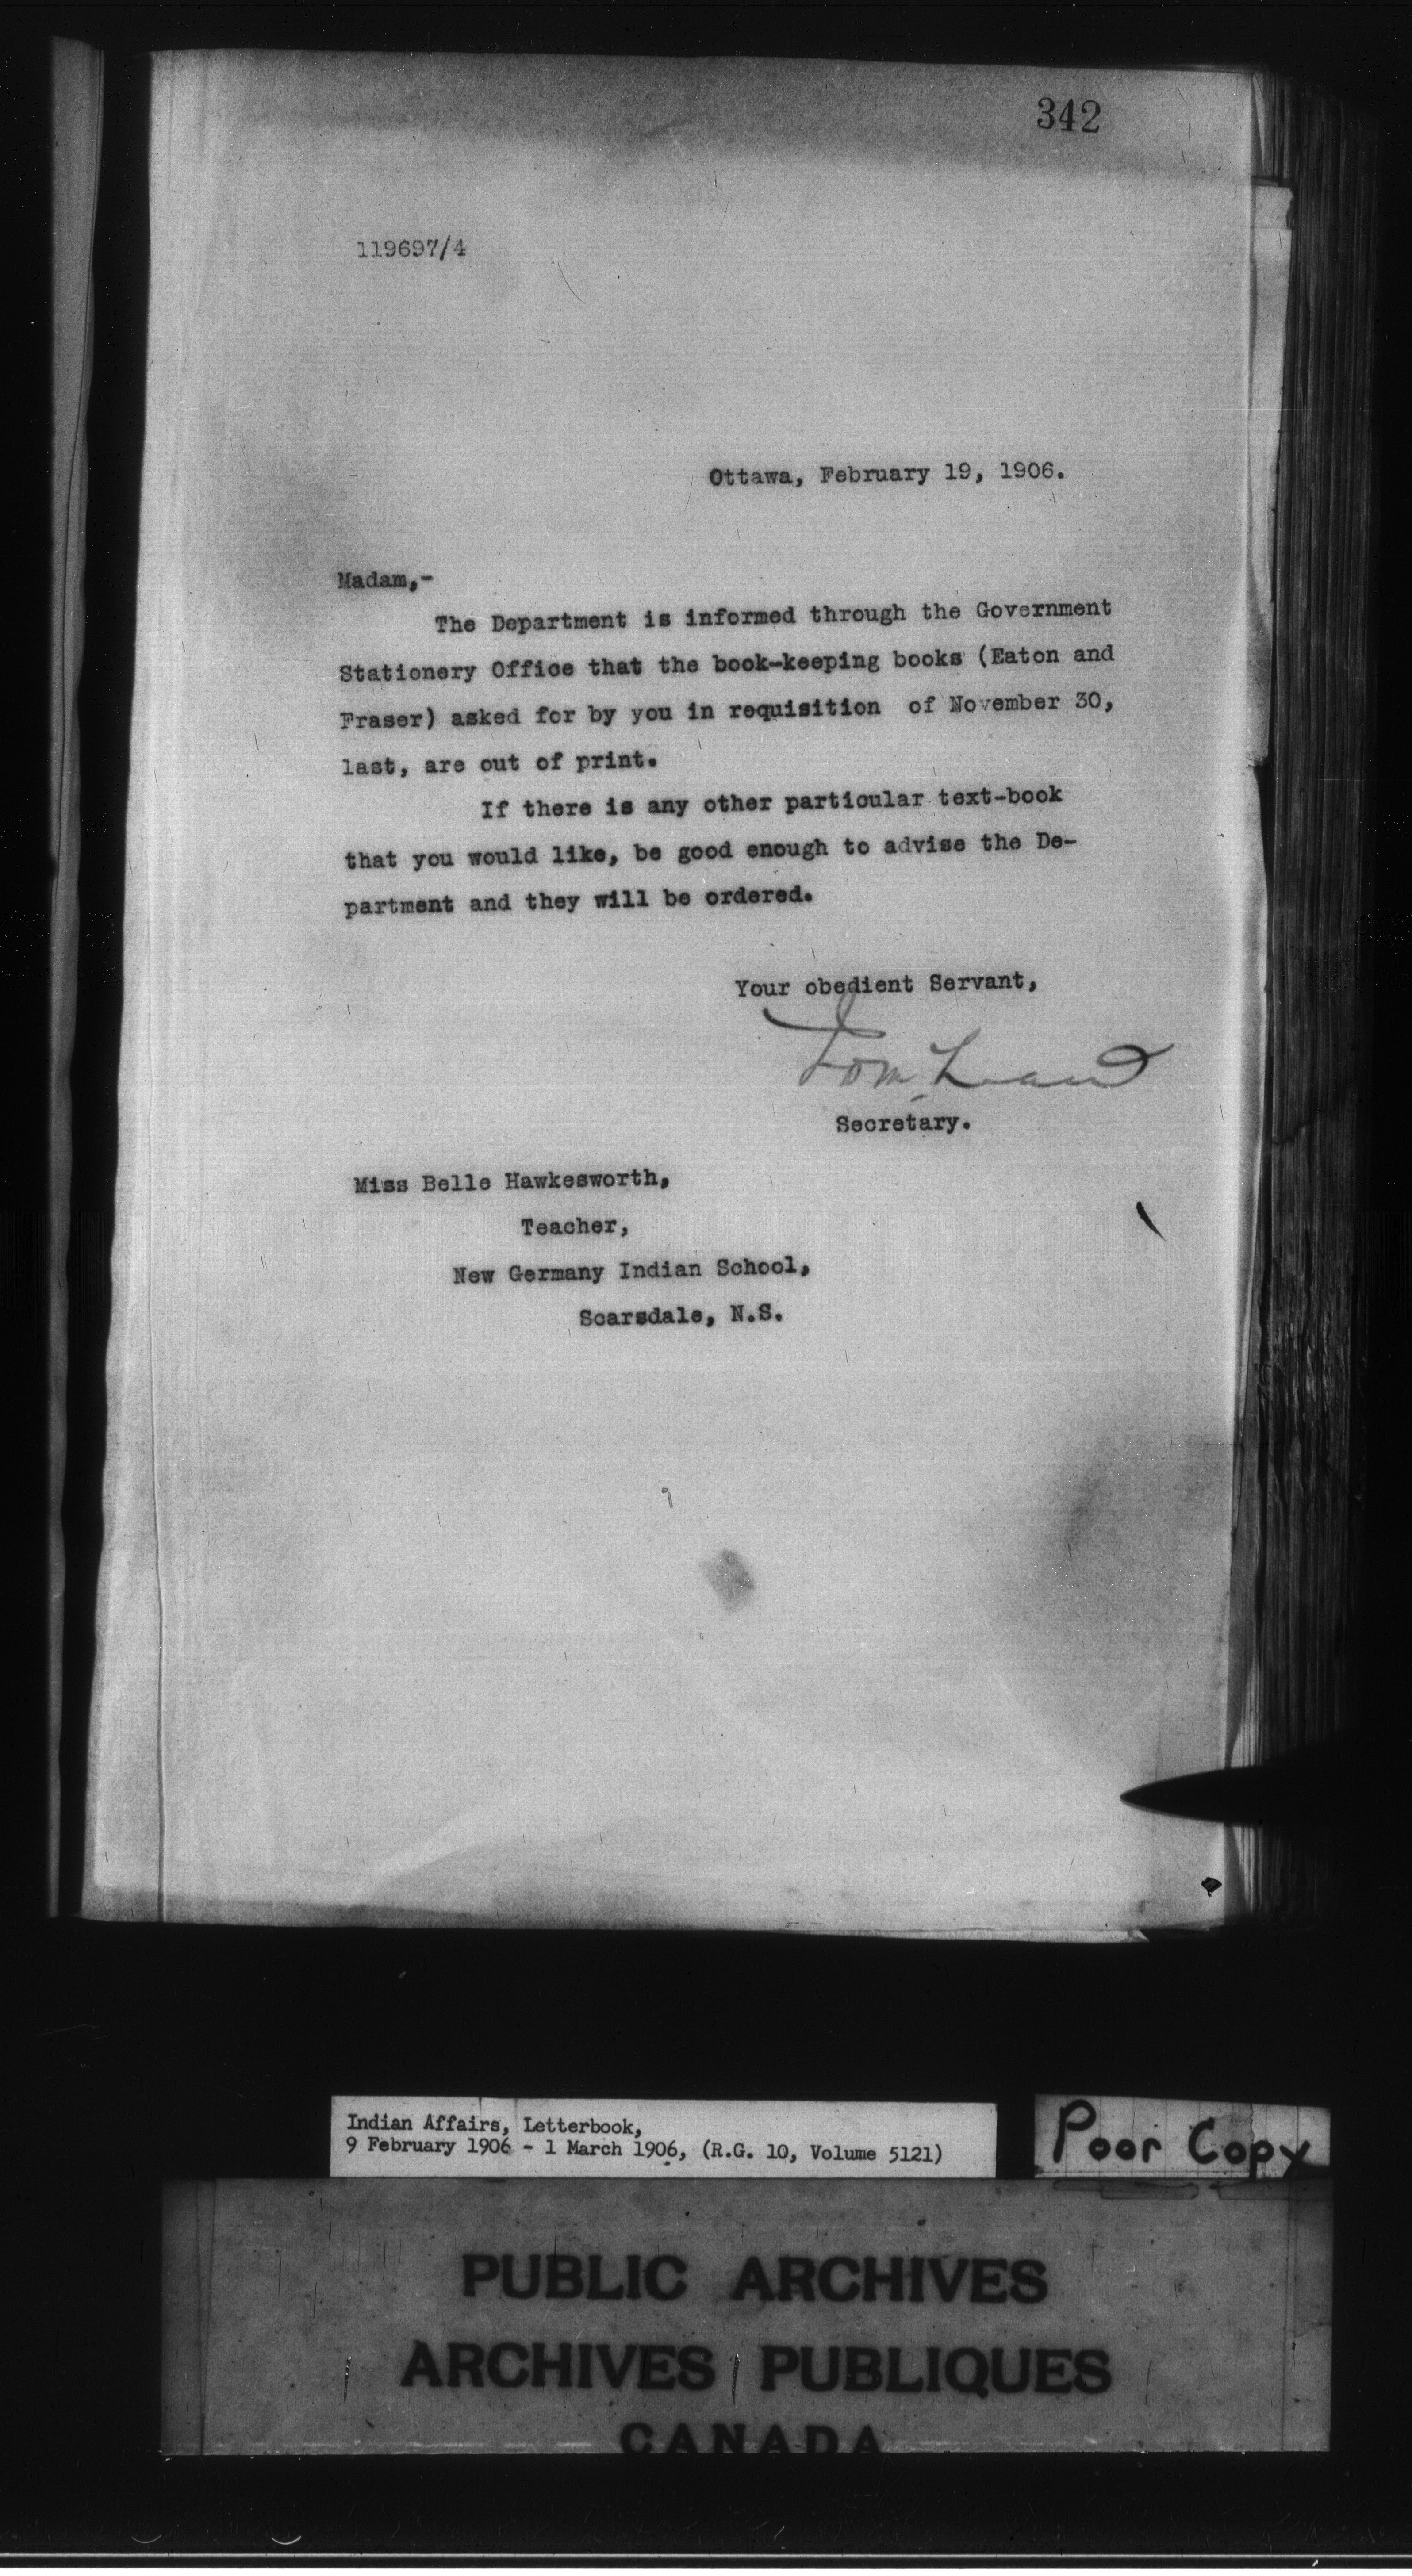 342
119697/4
Ottawa, February 19, 1906.
Madam,-
The Department is informed through the Government
Stationery Office that the book-keeping books (Eaton and
Fraser) asked for by you in requisition of November 30,
last, are out of print.
If there is any other particular text-book
that you would like, be good enough to advise the De-
partment and they will be ordered.
Your obedient Servant,
Secretary.
Miss Belle Hawkesworth,
Teacher,
New Germany Indian School,
Scarsdale, N.S.
Indian Affairs, Letterbook,
9 February 1906 - 1 March 1906, (R.G. 10, Volume 5121)
Poor Copy
PUBLIC ARCHIVES
ARCHIVES PUBLIQUES
CANADA